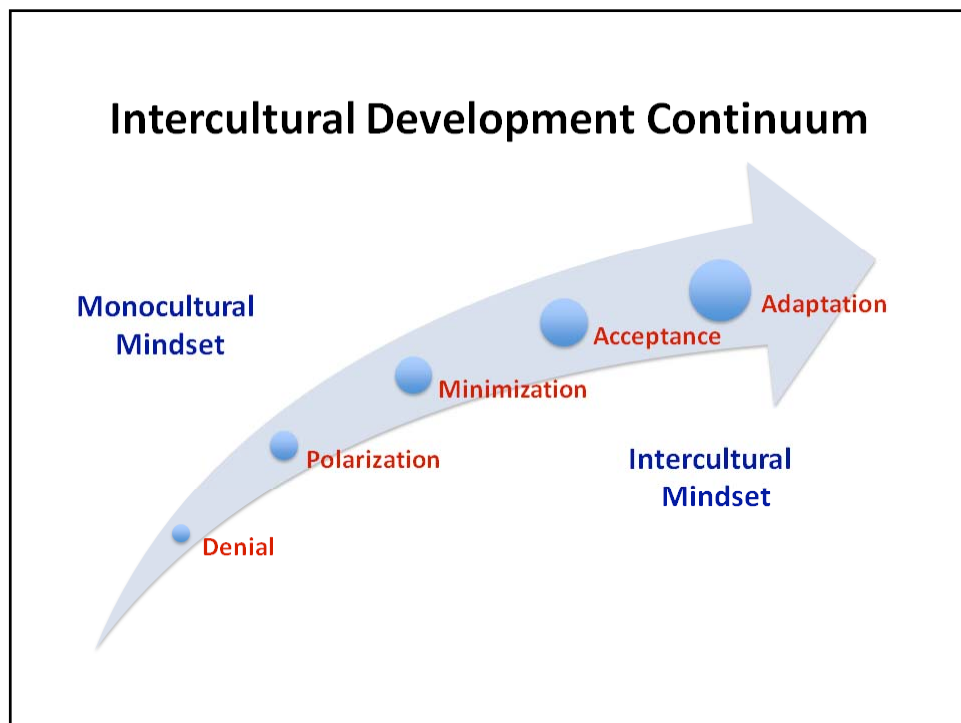 Intercultural Development Continuum
Monocultural
Mindset
Adaptation
Acceptance
Minimization
Polarization
Intercultural
Mindset
Denial